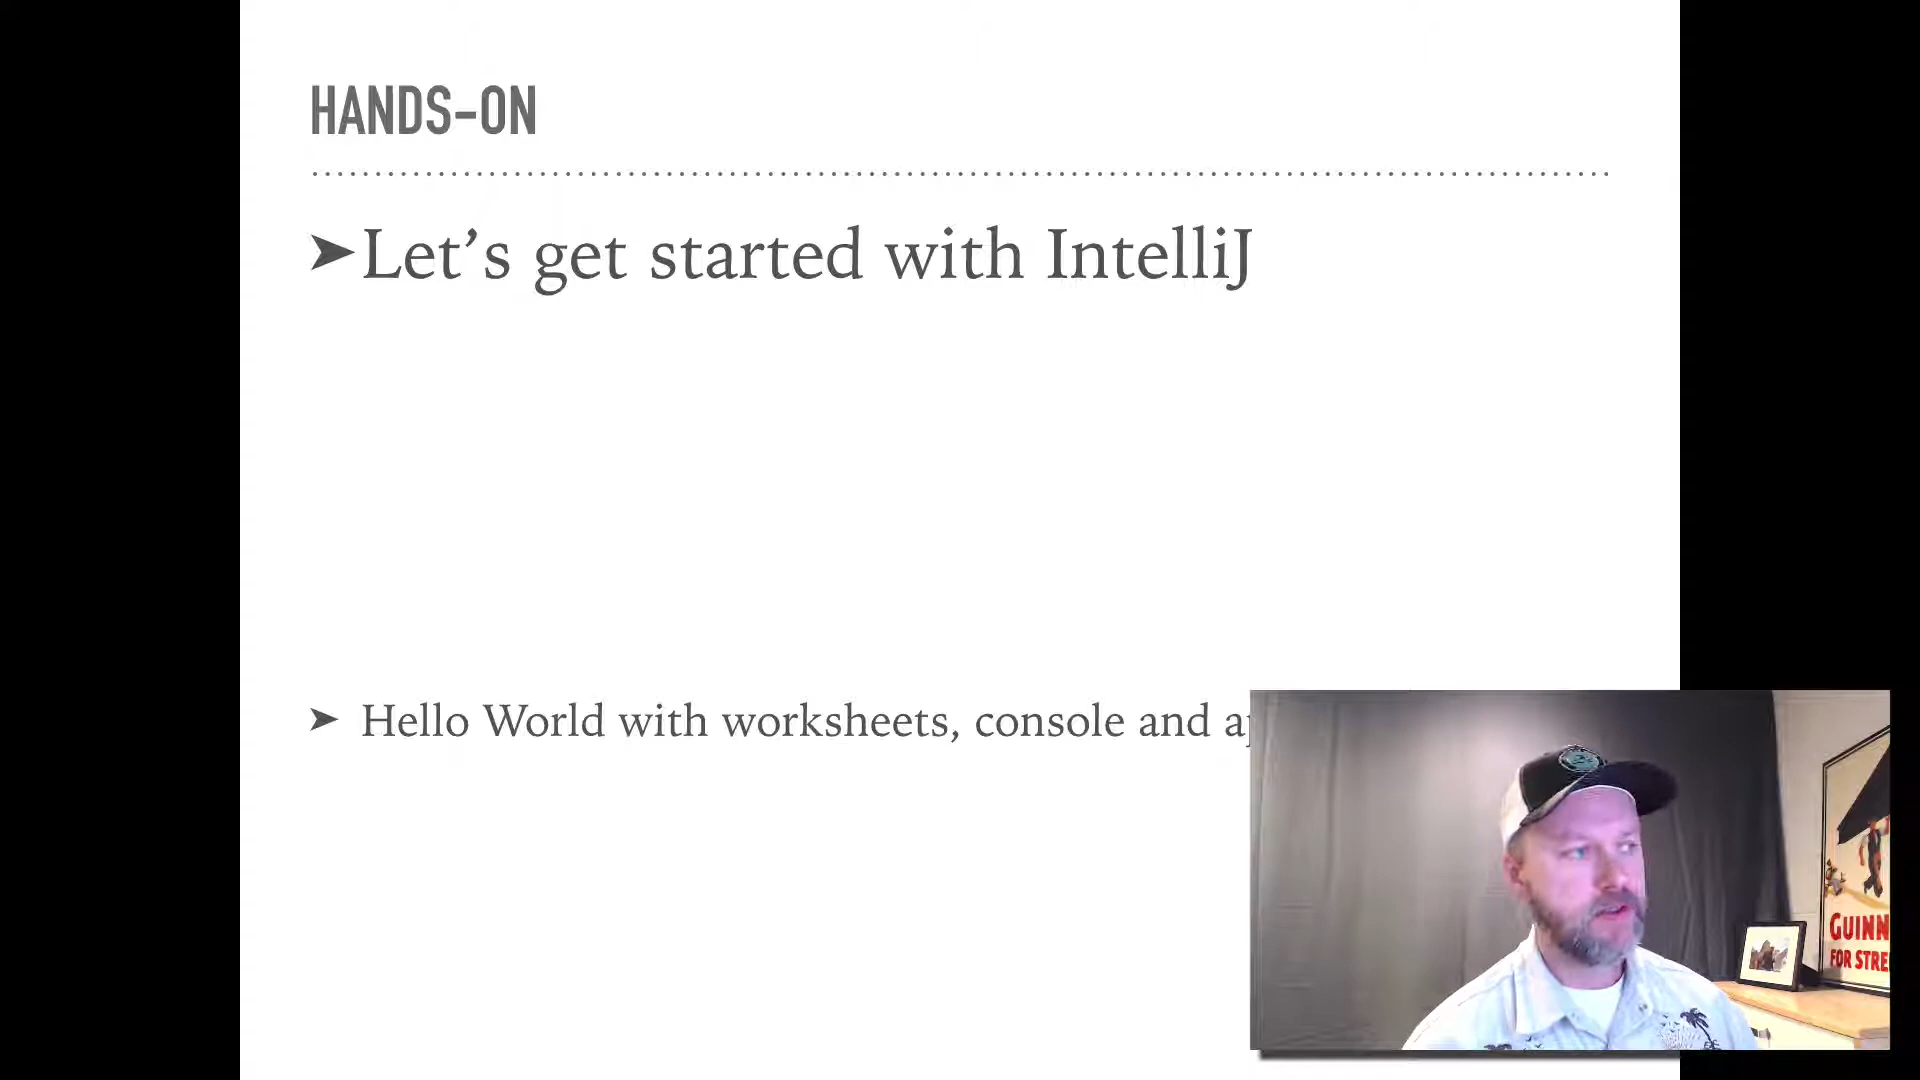 HANDS-ON
➤Let’s get started with IntelliJ
➤ Hello World with worksheets, console and
GUINN
FOR STRE